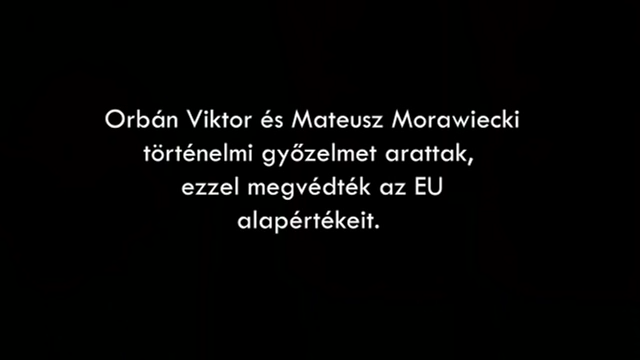 Orbán Viktor és Mateusz Morawiecki
történelmi győzelmet arattak,
ezzel megvédték az EU
alapértékeit.